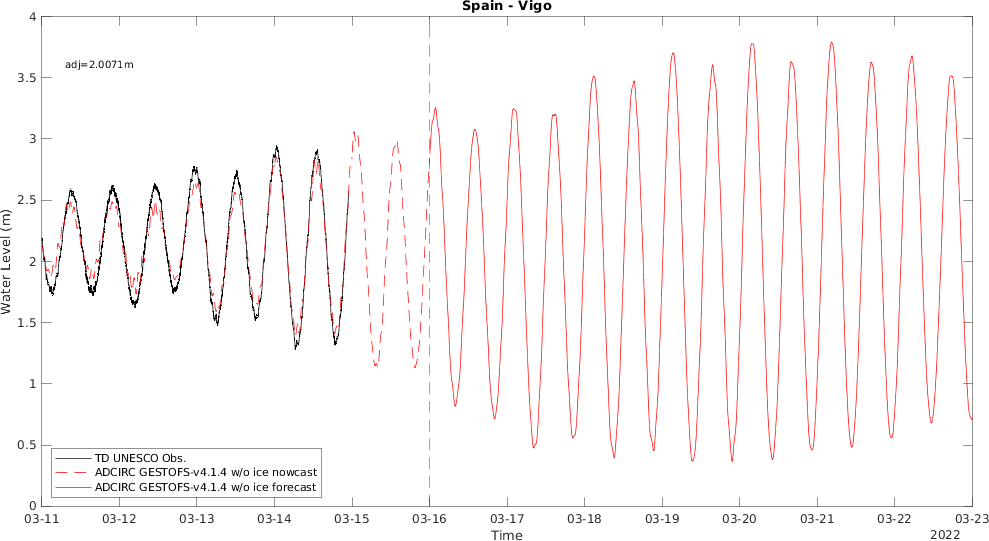 Spain - Vigo
adj=2.0071m
4
3.5
3
2.5
2
1.5
1
0.5
0
Water Level (m)
TD UNESCO Obs.
ADCIRC GESTOFS-v4.1.4 w/o ice nowcast
ADCIRC GESTOFS-v4.1.4 w/o ice forecast
03-11 03-12 03-13 03-14 03-15 03-16 03-17 03-18 03-19 03-20 03-21 03-22 03-23
Time
2022